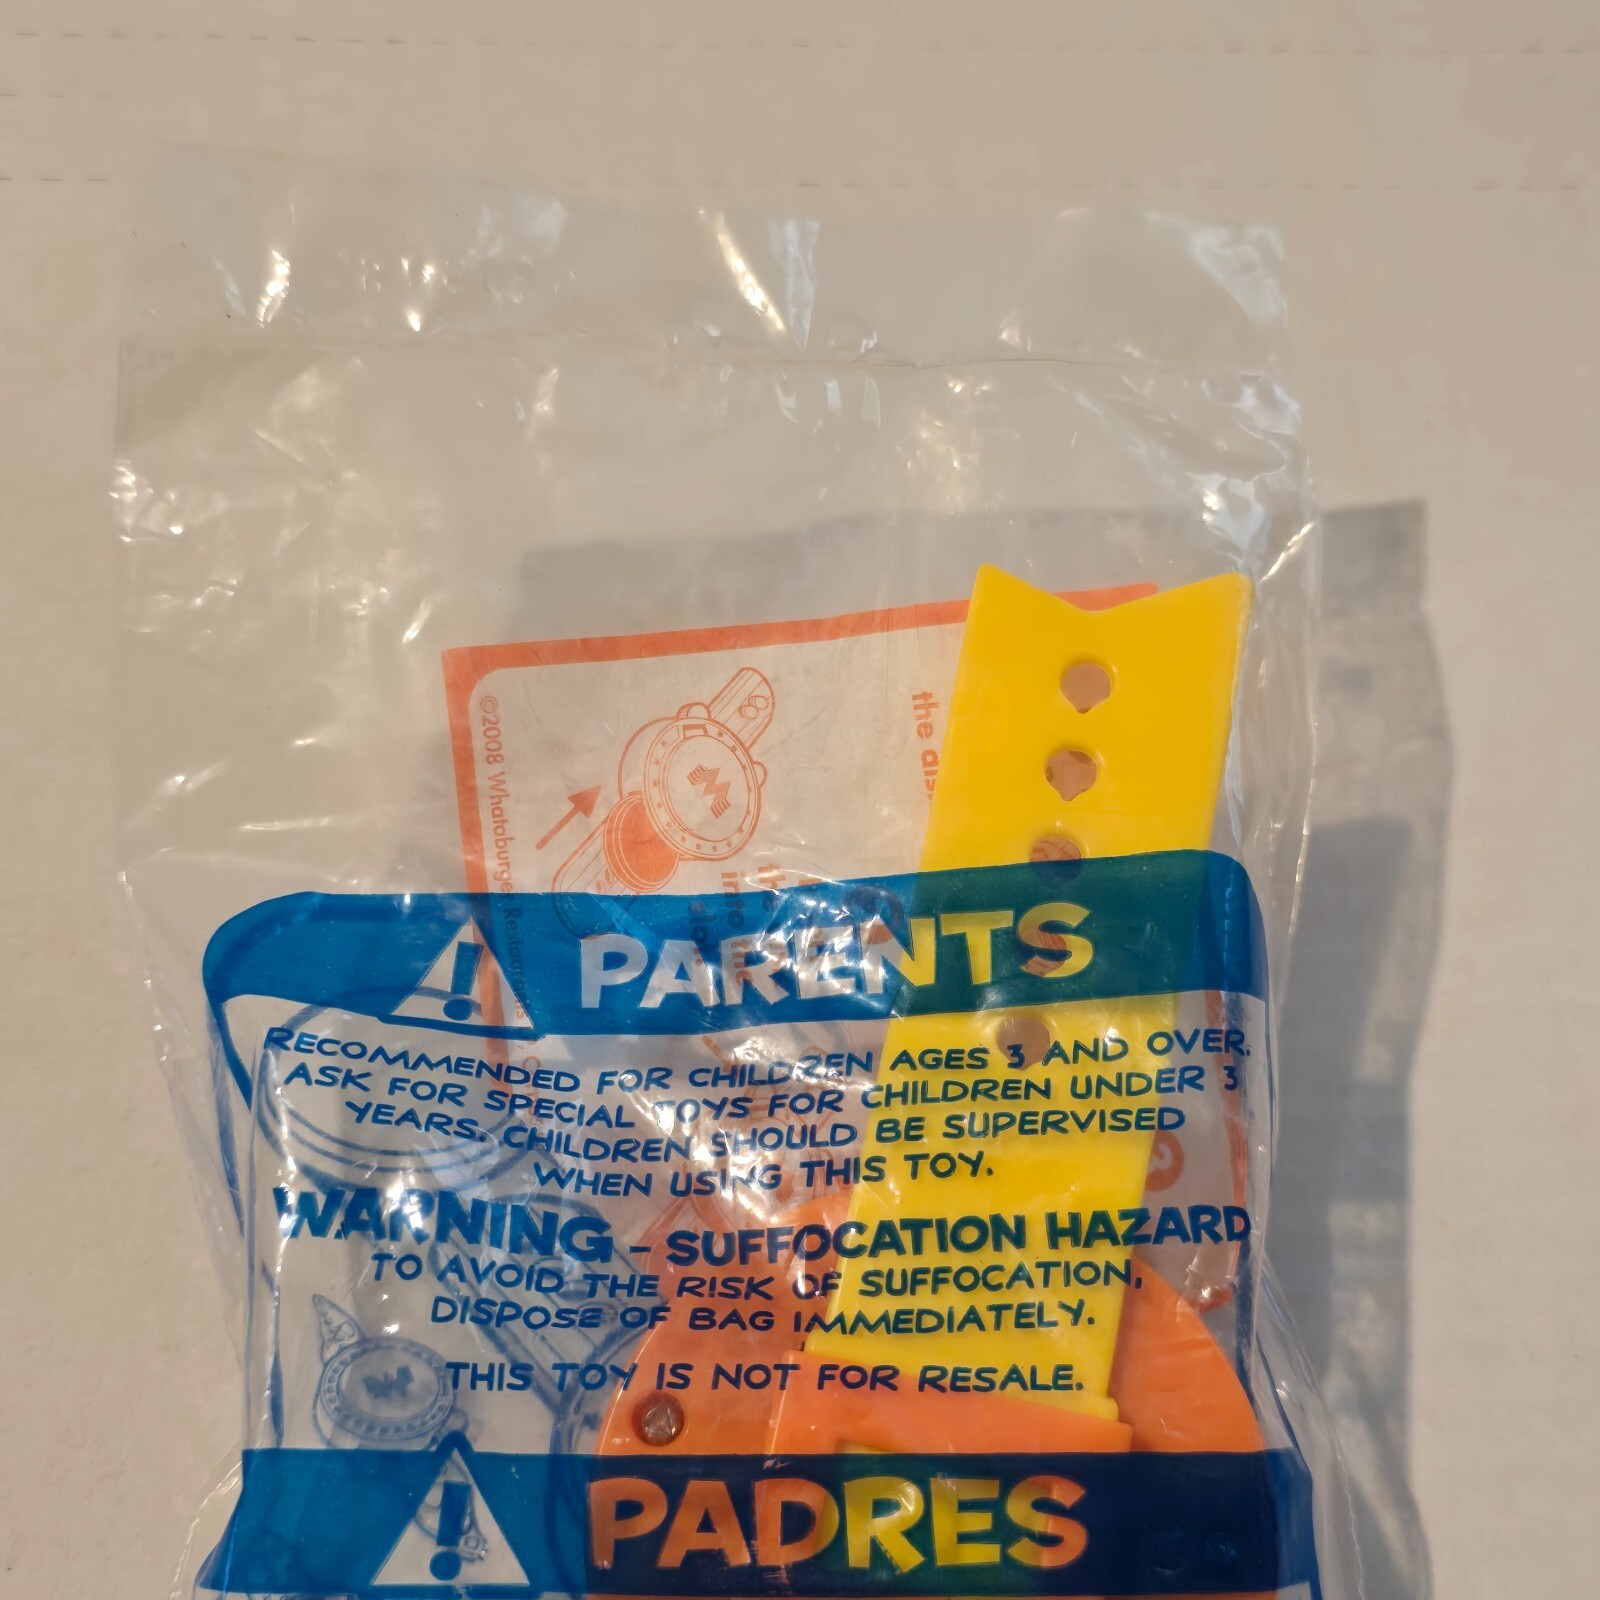 ©2008 Whataburger Restaurants
the
into the
PARENTS
RECOMMENDED FOR CHILDREN AGES 3 AND OVER.
ASK FOR SPECIAL TOYS FOR CHILDREN UNDER 3
YEARS. CHILDREN SHOULD BE SUPERVISED
WHEN USING THIS TOY.
WARNING - SUFFOCATION HAZARD
TO AVOID THE RISK OF SUFFOCATION,
DISPOSE OF BAG IMMEDIATELY.
THIS TOY IS NOT FOR RESALE.
PADRES